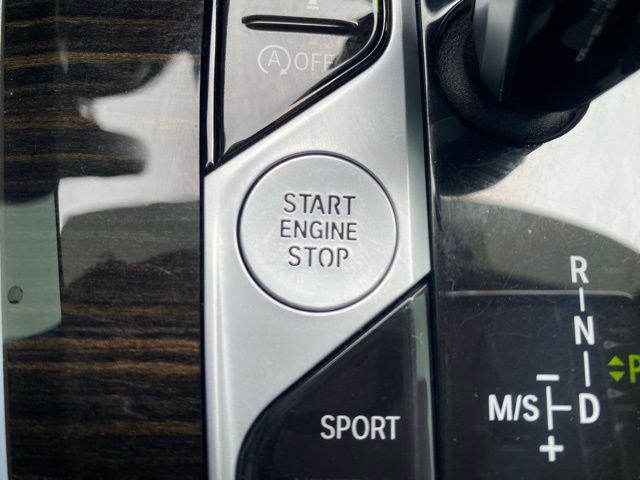 A OFF
START
ENGINE
STOP
R
N
P
M/S D
SPORT